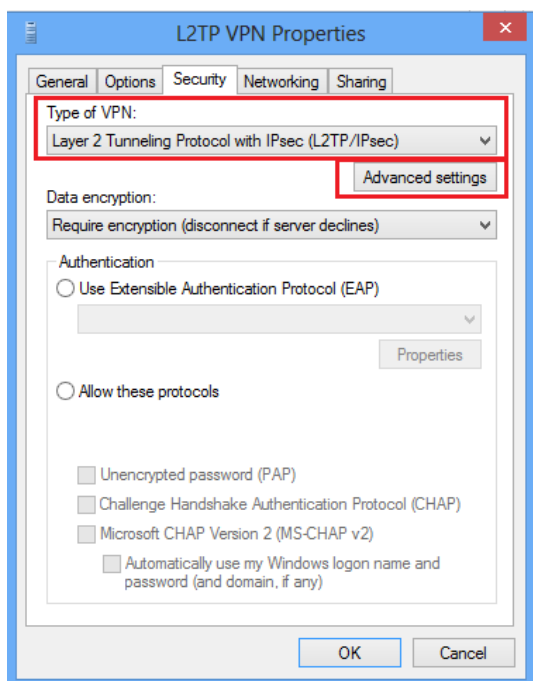 L2TP VPN Properties
General Options Security Networking Sharing
Type of VPN:
Layer 2 Tunneling Protocol with IPsec (L2TP/IPsec)
Advanced settings
Data encryption:
Require encryption (disconnect if server declines)
Authentication
Use Extensible Authentication Protocol (EAP)
Properties
Allow these protocols
Unencrypted password (PAP)
Challenge Handshake Authentication Protocol (CHAP)
Microsoft CHAP Version 2 (MS-CHAP v2)
Automatically use my Windows logon name and
password (and domain, if any)
OK Cancel